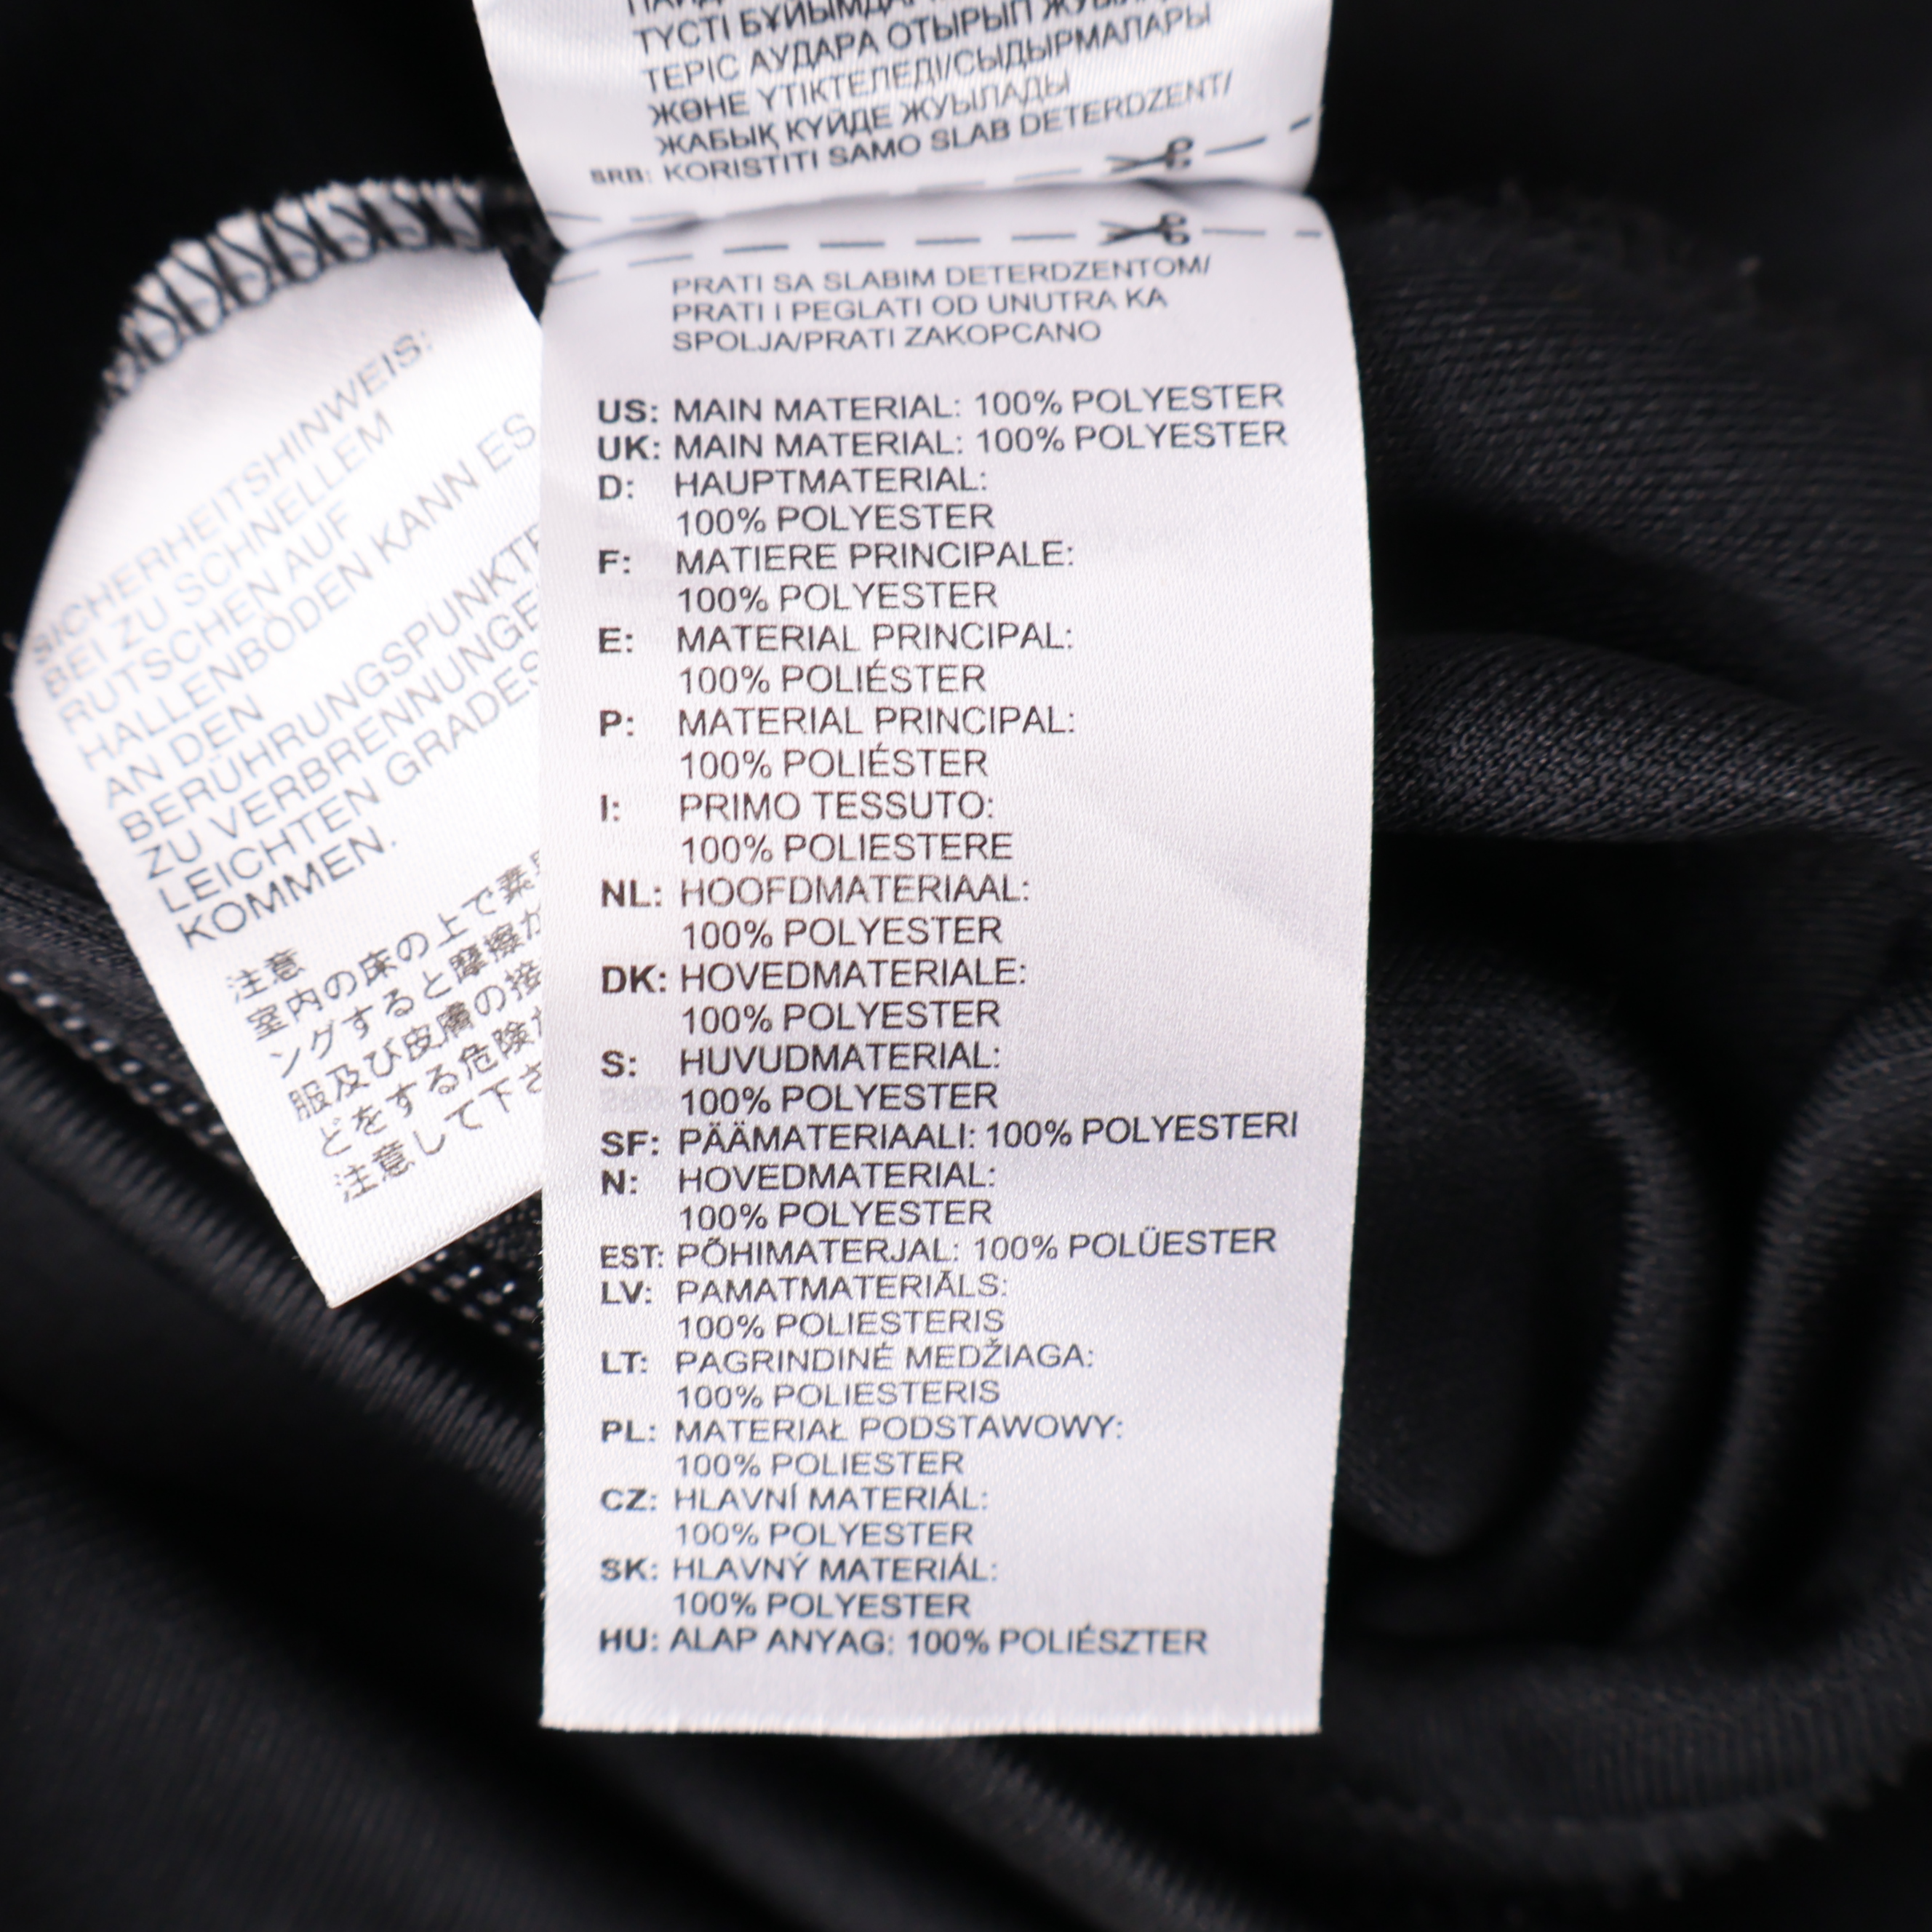 ТҮСТІ
ТЕРІС АУДАРА ОТЫРЫП
ЖӘНЕ ҮТІКТЕЛЕДІ/СЫДЫРМАЛАРЫ
ЖАБЫҚ КҮЙДЕ ЖУЫЛАДЫ
SRB: KORISTITI SAMO SLAB DETERDZENT/
PRATI SA SLABIM DETERDZENTOM/
PRATI I PEGLATI OD UNUTRA KA
SPOLJA/PRATI ZAKOPCANO
US: MAIN MATERIAL: 100% POLYESTER
UK: MAIN MATERIAL: 100% POLYESTER
D: HAUPTMATERIAL:
100% POLYESTER
F: MATIERE PRINCIPALE:
100% POLYESTER
E: MATERIAL PRINCIPAL:
100% POLIÉSTER
P: MATERIAL PRINCIPAL:
100% POLIÉSTER
I: PRIMO TESSUTO:
100% POLIESTERE
NL: HOOFDMATERIAAL:
100% POLYESTER
DK: HOVEDMATERIALE:
100% POLYESTER
S: HUVUDMATERIAL:
100% POLYESTER
SF: PÄÄMATERIAALI: 100% POLYESTERI
N: HOVEDMATERIAL:
100% POLYESTER
EST: PÕHIMATERJAL: 100% POLÜESTER
LV: PAMATMATERIĀLS:
100% POLIESTERIS
LT: PAGRINDINĖ MEDŽIAGA:
100% POLIESTERIS
PL: MATERIAŁ PODSTAWOWY:
100% POLIESTER
CZ: HLAVNÍ MATERIÁL:
100% POLYESTER
SK: HLAVNÝ MATERIÁL:
100% POLYESTER
HU: ALAP ANYAG: 100% POLIÉSZTER
SICHERHEITSHINWEIS:
BEI ZU SCHNELLEM
RUTSCHEN AUF
HALLENBÖDEN KANN ES
AN DEN
BERÜHRUNGSPUNKT
ZU VERBRENNUNGE
LEICHTEN GRADES
KOMMEN.
注意
室内の床の上で素
ングすると摩擦が
服及び皮膚の接
どをする危険
注意して下さ